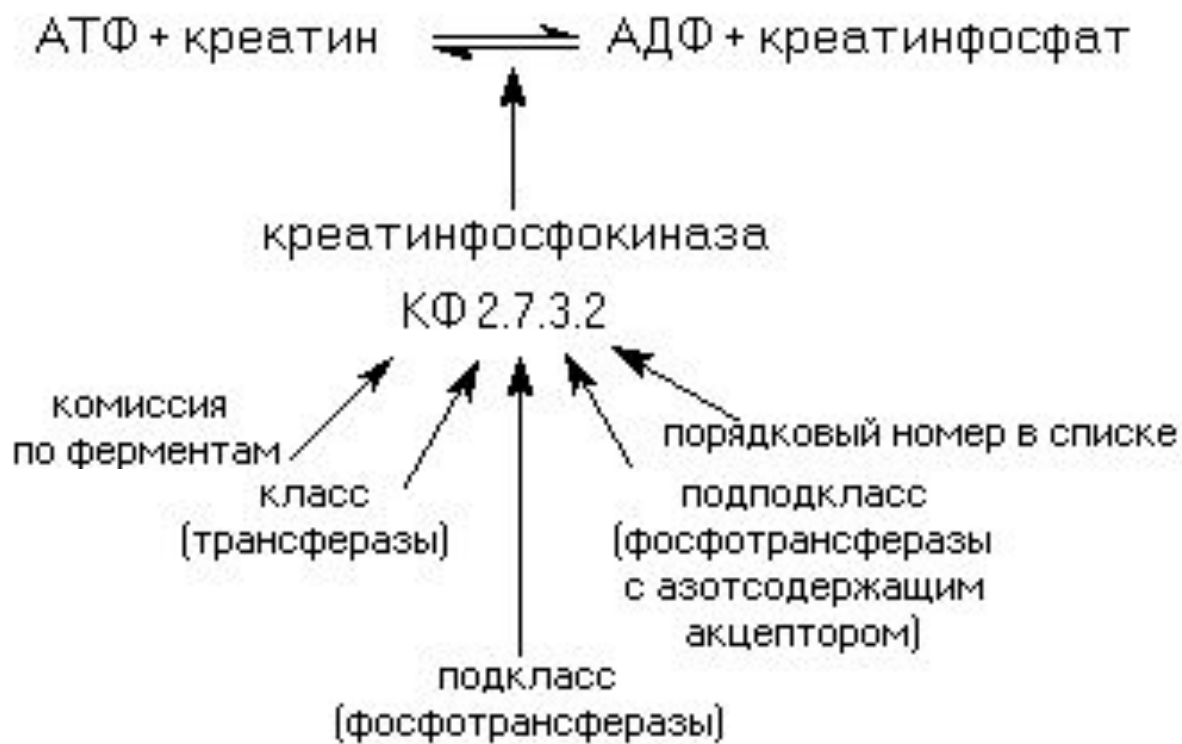 АТФ + креатин ⇌ АДФ + креатинфосфат
креатинфосфокиназа
КФ 2.7.3.2
комиссия
по ферментам
класс
(трансферазы)
подкласс
(фосфотрансферазы)
подподкласс
(фосфотрансферазы
с азотсодержащим
акцептором)
порядковый номер в списке